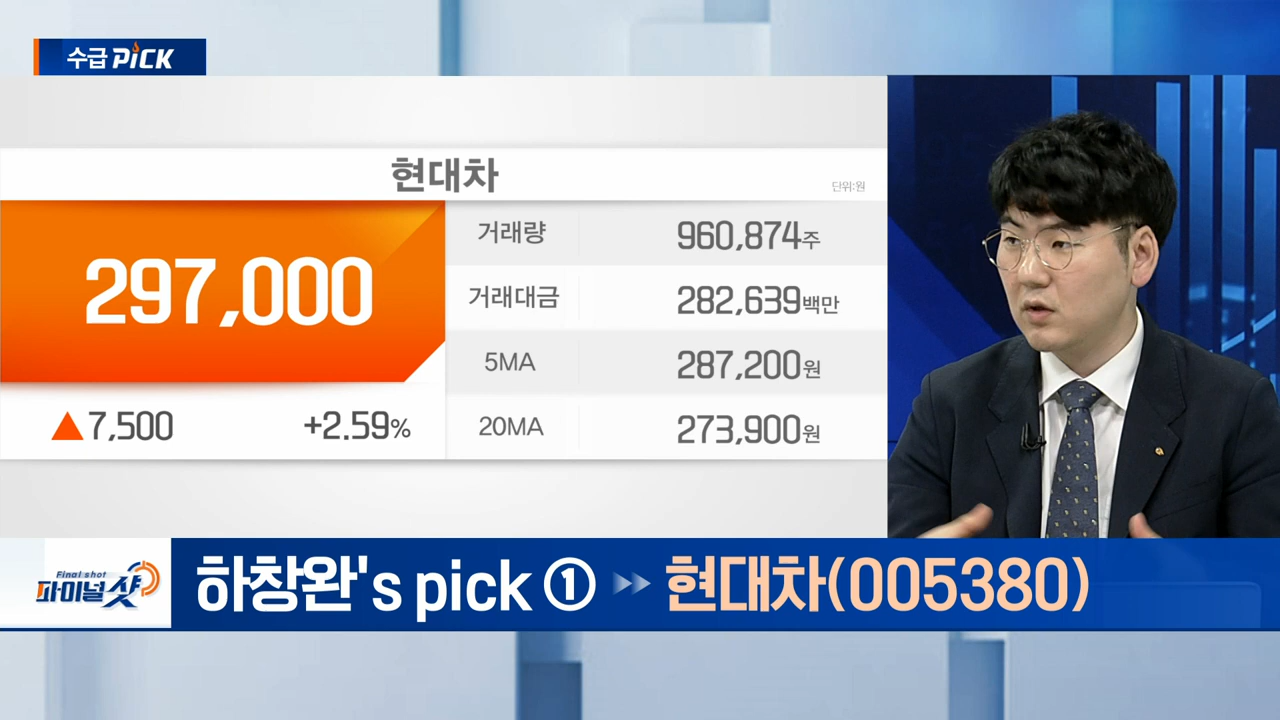 수급 PiCK
현대차
단위:원
297,000
▲7,500 +2.59%
거래량 960,874주
거래대금 282,639백만
5MA 287,200원
20MA 273,900원
Final shot
파이널샷
하창완's pick ① ▸▸ 현대차(005380)